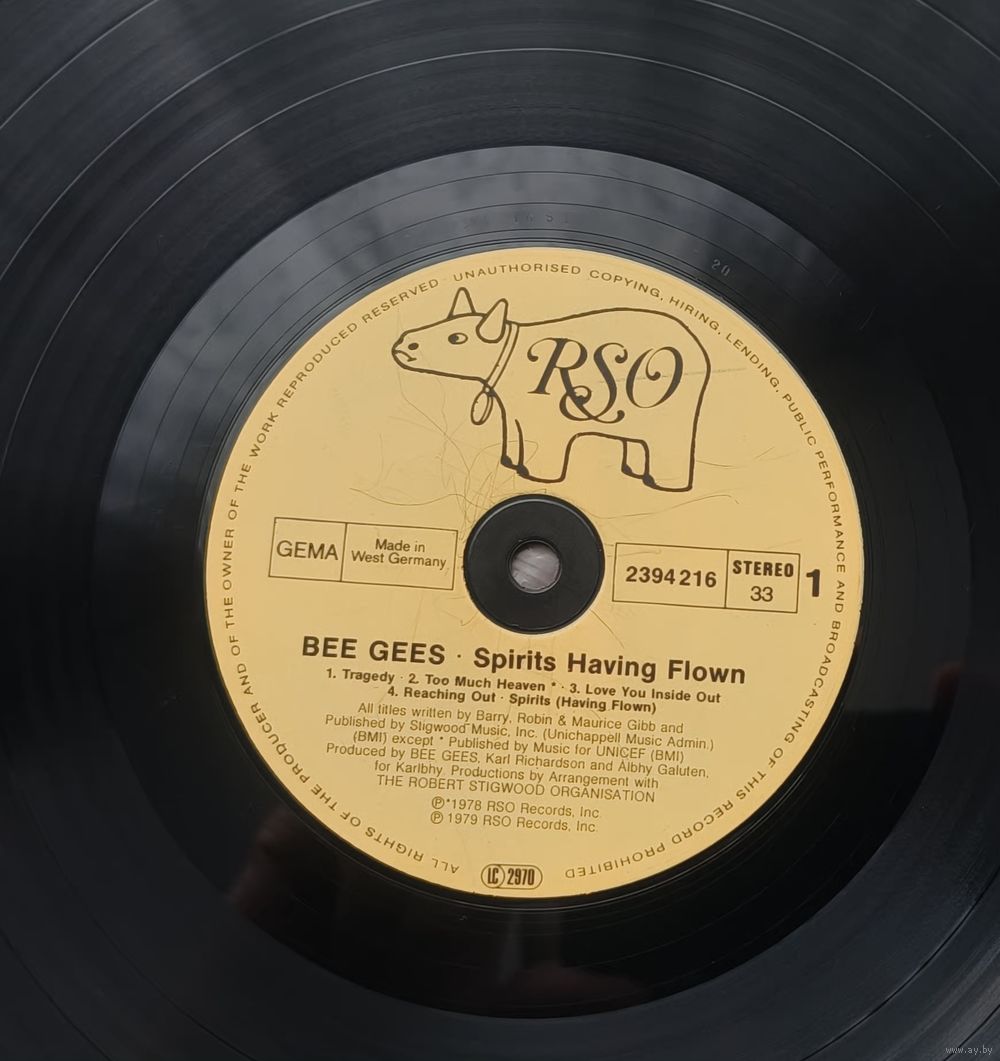 ALL RIGHTS OF THE PRODUCER AND OF THE OWNER OF THE WORK REPRODUCED RESERVED · UNAUTHORISED COPYING, HIRING, LENDING, PUBLIC PERFORMANCE AND BROADCASTING OF THIS RECORD PROHIBITED
20
RSO
GEMA
Made in
West Germany
2394 216
STEREO
33
1
BEE GEES · Spirits Having Flown
1. Tragedy · 2. Too Much Heaven * · 3. Love You Inside Out
4. Reaching Out · Spirits (Having Flown)
All titles written by Barry, Robin & Maurice Gibb and
Published by Stigwood Music, Inc. (Unichappell Music Admin.)
(BMI) except * Published by Music for UNICEF (BMI)
Produced by BEE GEES, Karl Richardson and Albhy Galuten,
for Karlbhy Productions by Arrangement with
THE ROBERT STIGWOOD ORGANISATION
Ⓟ*1978 RSO Records, Inc.
Ⓟ 1979 RSO Records, Inc.
LC 2970
www.ay.by